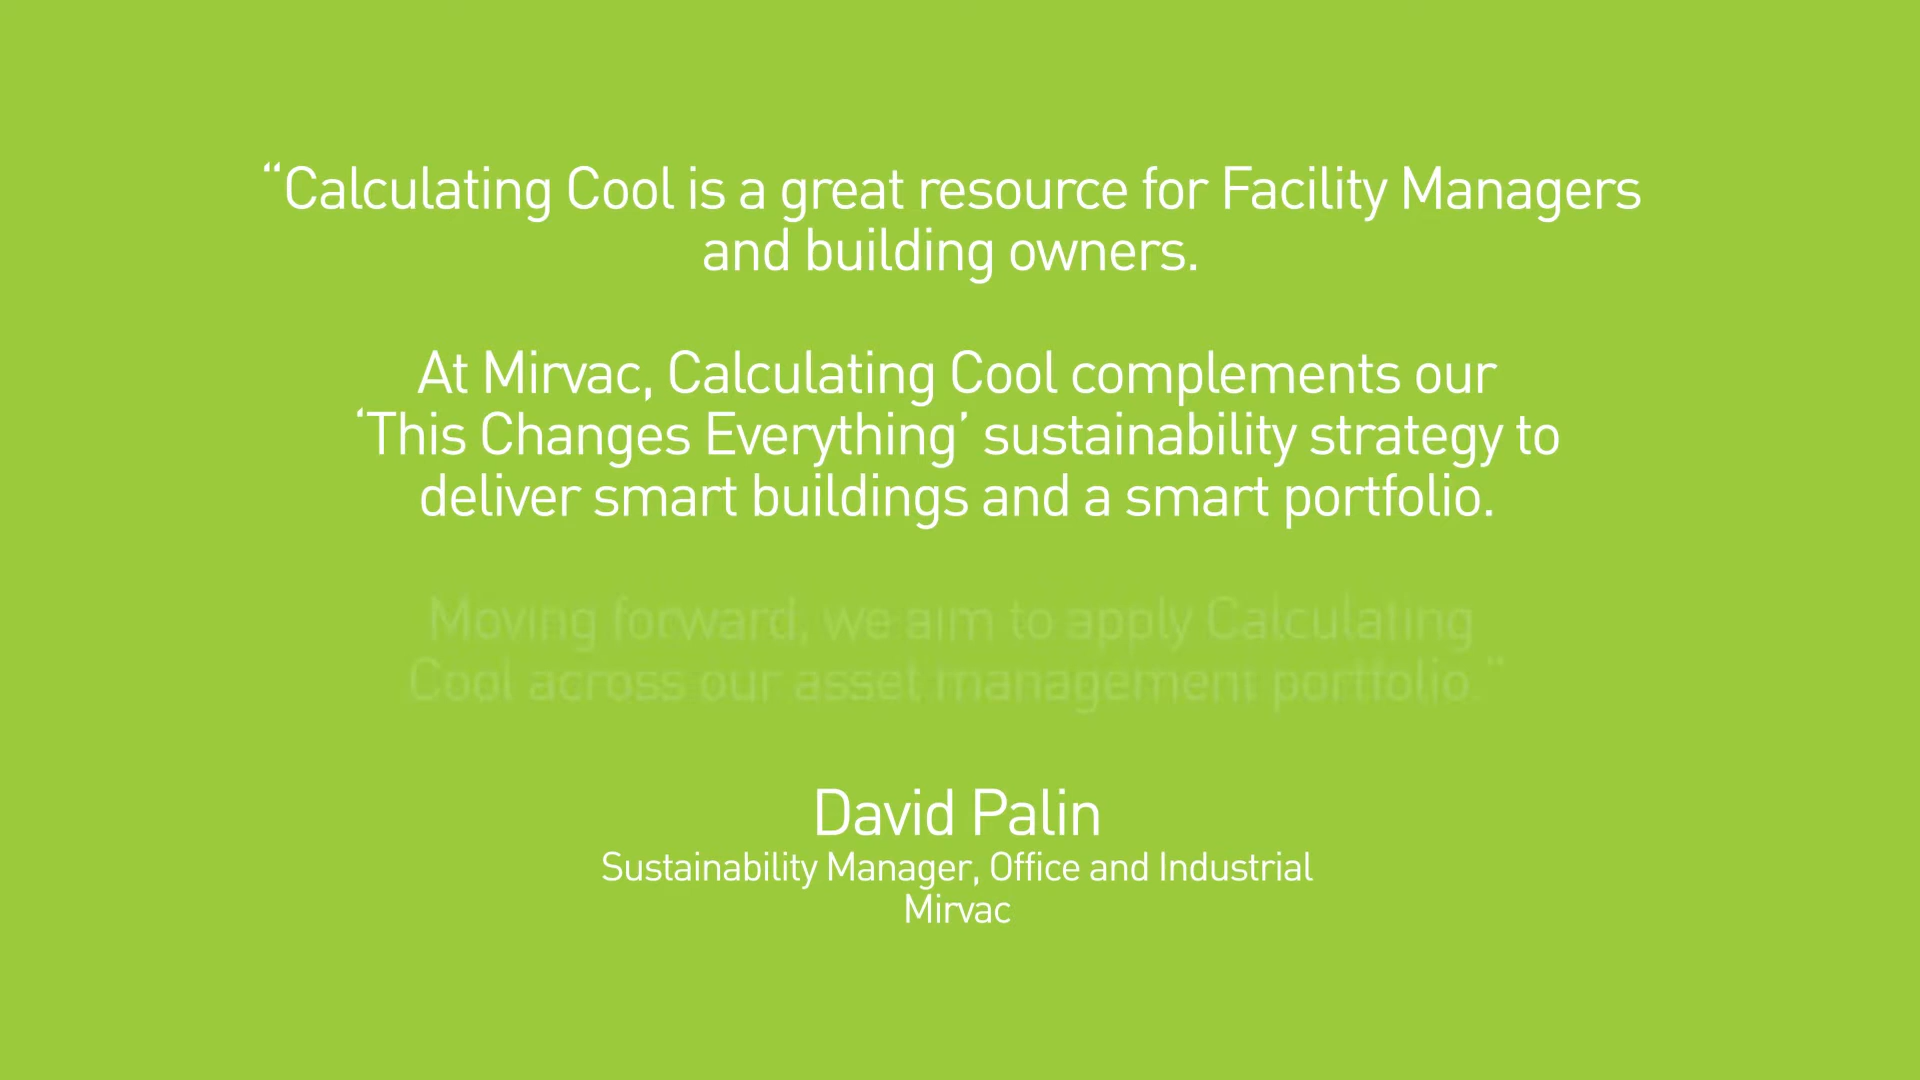 “Calculating Cool is a great resource for Facility Managers
and building owners.
At Mirvac, Calculating Cool complements our
‘This Changes Everything’ sustainability strategy to
deliver smart buildings and a smart portfolio.
Moving forward, we aim to apply Calculating
Cool across our asset management portfolio.”
David Palin
Sustainability Manager, Office and Industrial
Mirvac